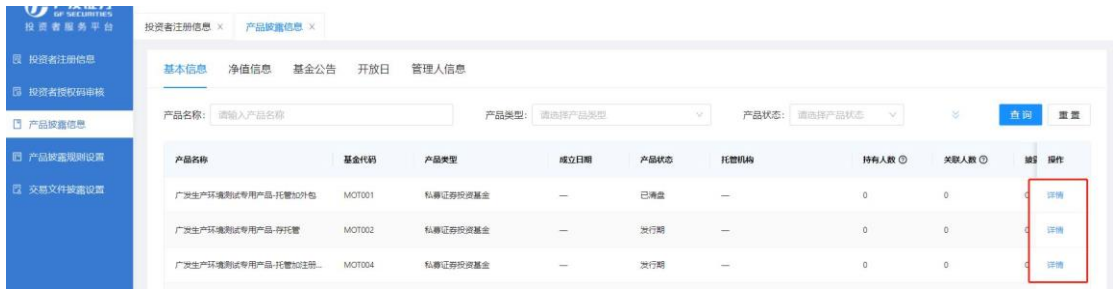 GF SECURITIES
投资者服务平台
投资者注册信息 ×
产品披露信息 ×
投资者注册信息
投资者授权码审核
产品披露信息
产品披露规则设置
交易文件披露设置
基本信息 净值信息 基金公告 开放日 管理人信息
产品名称: 请输入产品名称 产品类型: 请选择产品类型 产品状态: 请选择产品状态 查询 重置
产品名称 基金代码 产品类型 成立日期 产品状态 托管机构 持有人数 关联人数 操作
广发生产环境测试专用产品-托管加外包 MOT001 私募证券投资基金 — 已清盘 — 0 0 0 详情
广发生产环境测试专用产品-存托管 MOT002 私募证券投资基金 — 发行期 — 0 0 0 详情
广发生产环境测试专用产品-托管加注册... MOT004 私募证券投资基金 — 发行期 — 0 0 0 详情